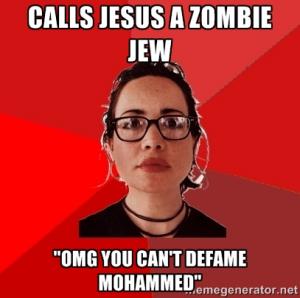 CALLS JESUS A ZOMBIE
JEW
"OMG YOU CAN'T DEFAME
MOHAMMED"
memegenerator.net